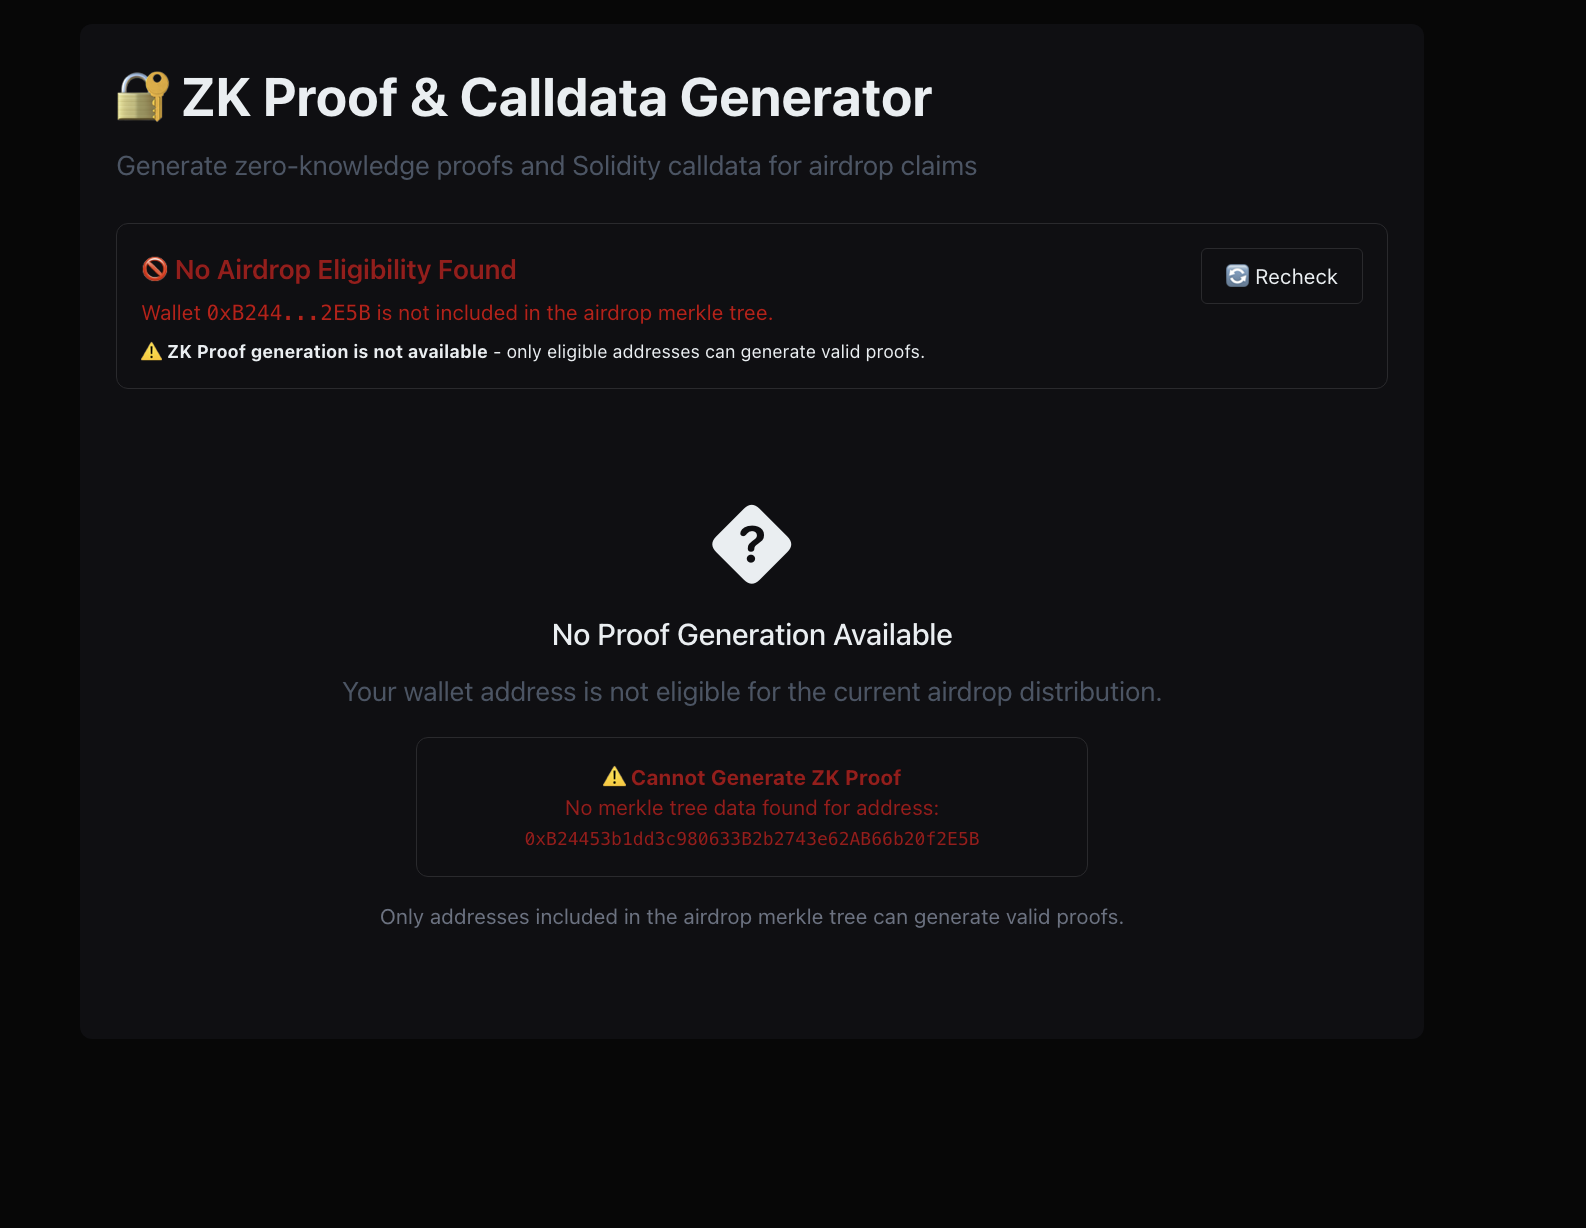 🔐 ZK Proof & Calldata Generator
Generate zero-knowledge proofs and Solidity calldata for airdrop claims
🚫 No Airdrop Eligibility Found
🔄 Recheck
Wallet 0xB244...2E5B is not included in the airdrop merkle tree.
⚠️ ZK Proof generation is not available - only eligible addresses can generate valid proofs.
?
No Proof Generation Available
Your wallet address is not eligible for the current airdrop distribution.
⚠️ Cannot Generate ZK Proof
No merkle tree data found for address:
0xB24453b1dd3c980633B2b2743e62AB66b20f2E5B
Only addresses included in the airdrop merkle tree can generate valid proofs.